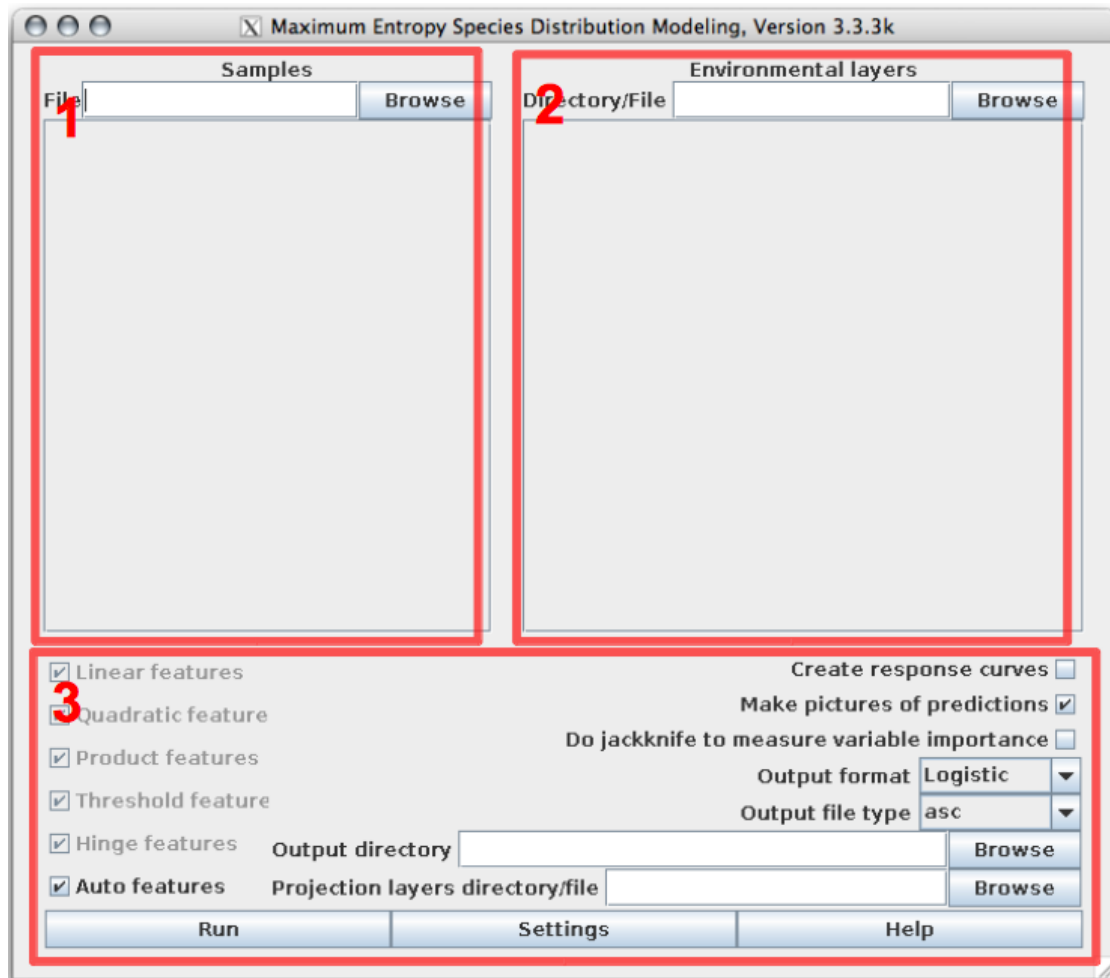 Maximum Entropy Species Distribution Modeling, Version 3.3.3k
Samples
File Browse
1
Environmental layers
Directory/File Browse
2
3
Linear features
Quadratic feature
Product features
Threshold feature
Hinge features
Auto features
Create response curves
Make pictures of predictions
Do jackknife to measure variable importance
Output format Logistic
Output file type asc
Output directory Browse
Projection layers directory/file Browse
Run Settings Help